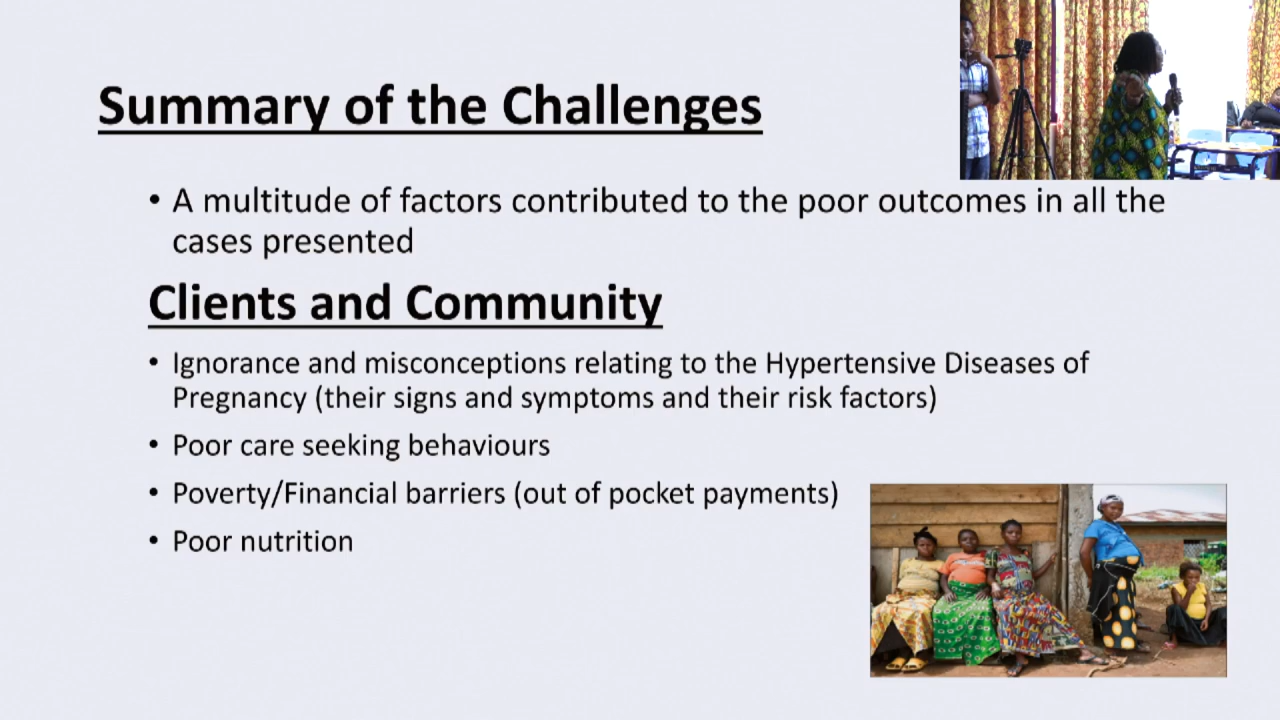 Summary of the Challenges
• A multitude of factors contributed to the poor outcomes in all the
cases presented
Clients and Community
• Ignorance and misconceptions relating to the Hypertensive Diseases of
Pregnancy (their signs and symptoms and their risk factors)
• Poor care seeking behaviours
• Poverty/Financial barriers (out of pocket payments)
• Poor nutrition